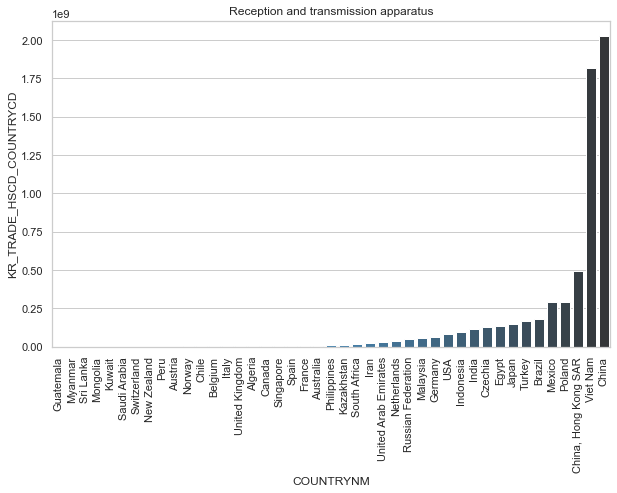 Reception and transmission apparatus
1e9
2.00
1.75
1.50
1.25
1.00
0.75
0.50
0.25
0.00
KR_TRADE_HSCD_COUNTRYCD
Guatemala
Myanmar
Sri Lanka
Mongolia
Kuwait
Saudi Arabia
Switzerland
New Zealand
Peru
Austria
Norway
Chile
Belgium
Italy
United Kingdom
Algeria
Canada
Singapore
Spain
France
Australia
Philippines
Kazakhstan
South Africa
Iran
United Arab Emirates
Netherlands
Russian Federation
Malaysia
Germany
USA
Indonesia
India
Czechia
Egypt
Japan
Turkey
Brazil
Mexico
Poland
China, Hong Kong SAR
Viet Nam
China
COUNTRYNM